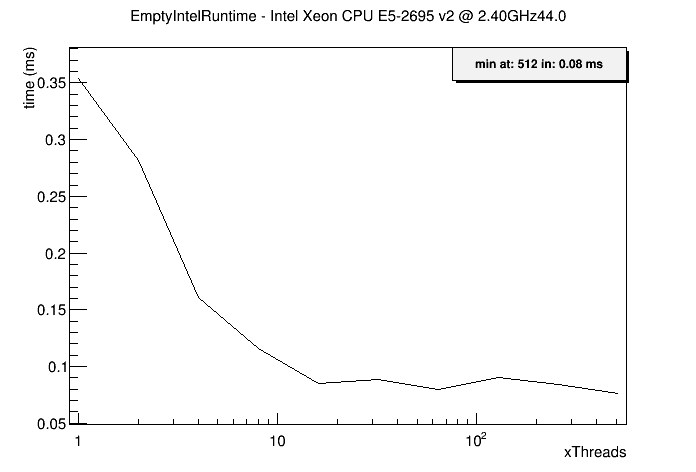 EmptyIntelRuntime - Intel Xeon CPU E5-2695 v2 @ 2.40GHz44.0
min at: 512 in: 0.08 ms
time (ms)
0.35
0.3
0.25
0.2
0.15
0.1
0.05
1 10 10²
xThreads